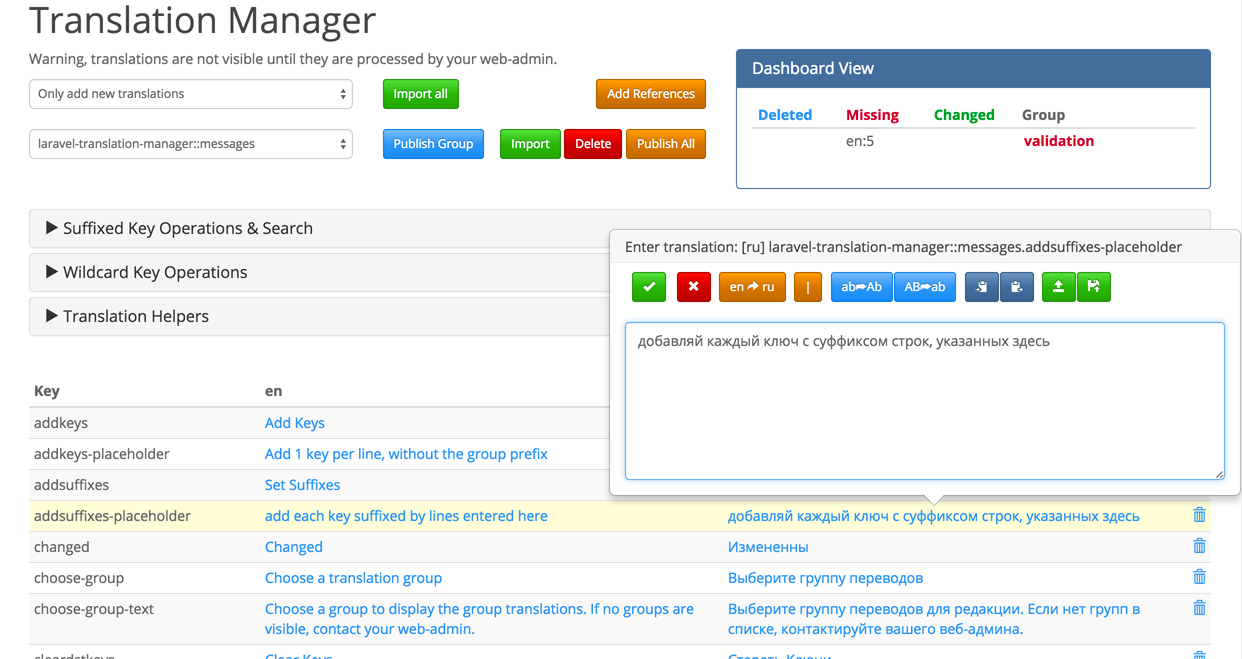 Translation Manager
Warning, translations are not visible until they are processed by your web-admin.
Only add new translations
Import all
Add References
laravel-translation-manager::messages
Publish Group
Import
Delete
Publish All
Dashboard View
Deleted Missing Changed Group
en:5 validation
Suffixed Key Operations & Search
Wildcard Key Operations
Translation Helpers
Enter translation: [ru] laravel-translation-manager::messages.addsuffixes-placeholder
en ru
|
ab Ab
AB ab
добавляй каждый ключ с суффиксом строк, указанных здесь
Key en
addkeys Add Keys
addkeys-placeholder Add 1 key per line, without the group prefix
addsuffixes Set Suffixes
addsuffixes-placeholder add each key suffixed by lines entered here добавляй каждый ключ с суффиксом строк, указанных здесь
changed Changed Измененны
choose-group Choose a translation group Выберите группу переводов
choose-group-text Choose a group to display the group translations. If no groups are Выберите группу переводов для редакции. Если нет групп в
visible, contact your web-admin. списке, контактируйте вашего веб-админа.